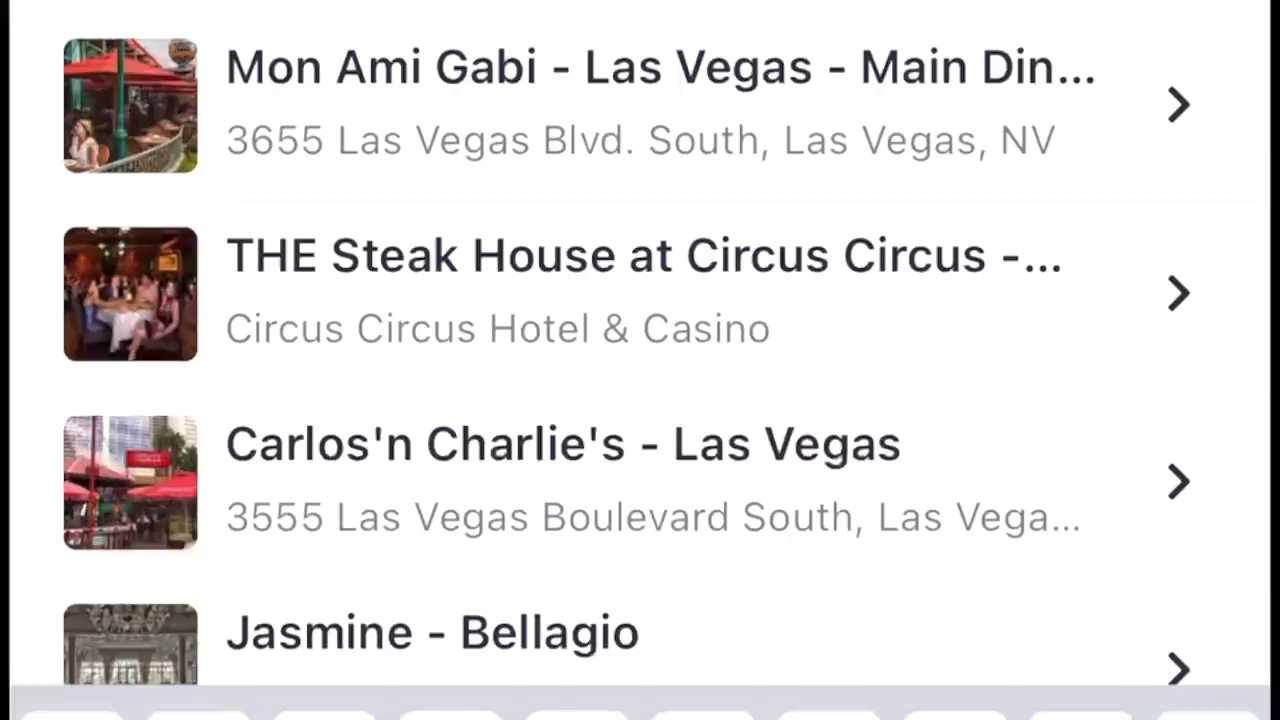 Mon Ami Gabi - Las Vegas - Main Din...
3655 Las Vegas Blvd. South, Las Vegas, NV
THE Steak House at Circus Circus -...
Circus Circus Hotel & Casino
Carlos'n Charlie's - Las Vegas
3555 Las Vegas Boulevard South, Las Vega...
Jasmine - Bellagio